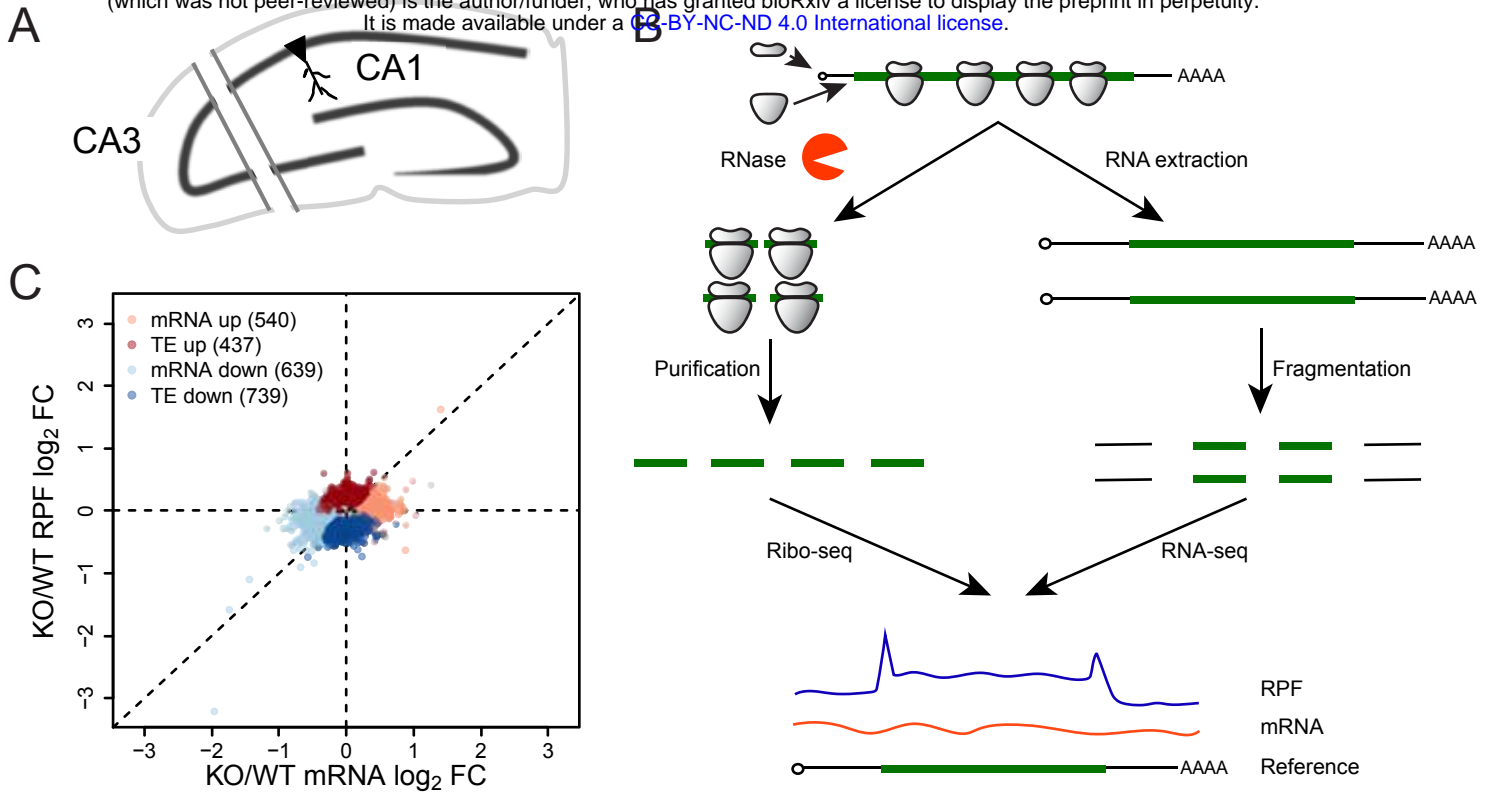 (which was not peer-reviewed) is the author/funder, who has granted bioRxiv a license to display the preprint in perpetuity.
It is made available under a CC-BY-NC-ND 4.0 International license.
A
CA1
CA3
B
AAAA
RNase
RNA extraction
AAAA
AAAA
Purification
Fragmentation
Ribo-seq
RNA-seq
RPF
mRNA
AAAA
Reference
C
mRNA up (540)
TE up (437)
mRNA down (639)
TE down (739)
KO/WT RPF log₂ FC
3
2
1
0
−1
−2
−3
−3
−2
−1
0
1
2
3
KO/WT mRNA log₂ FC